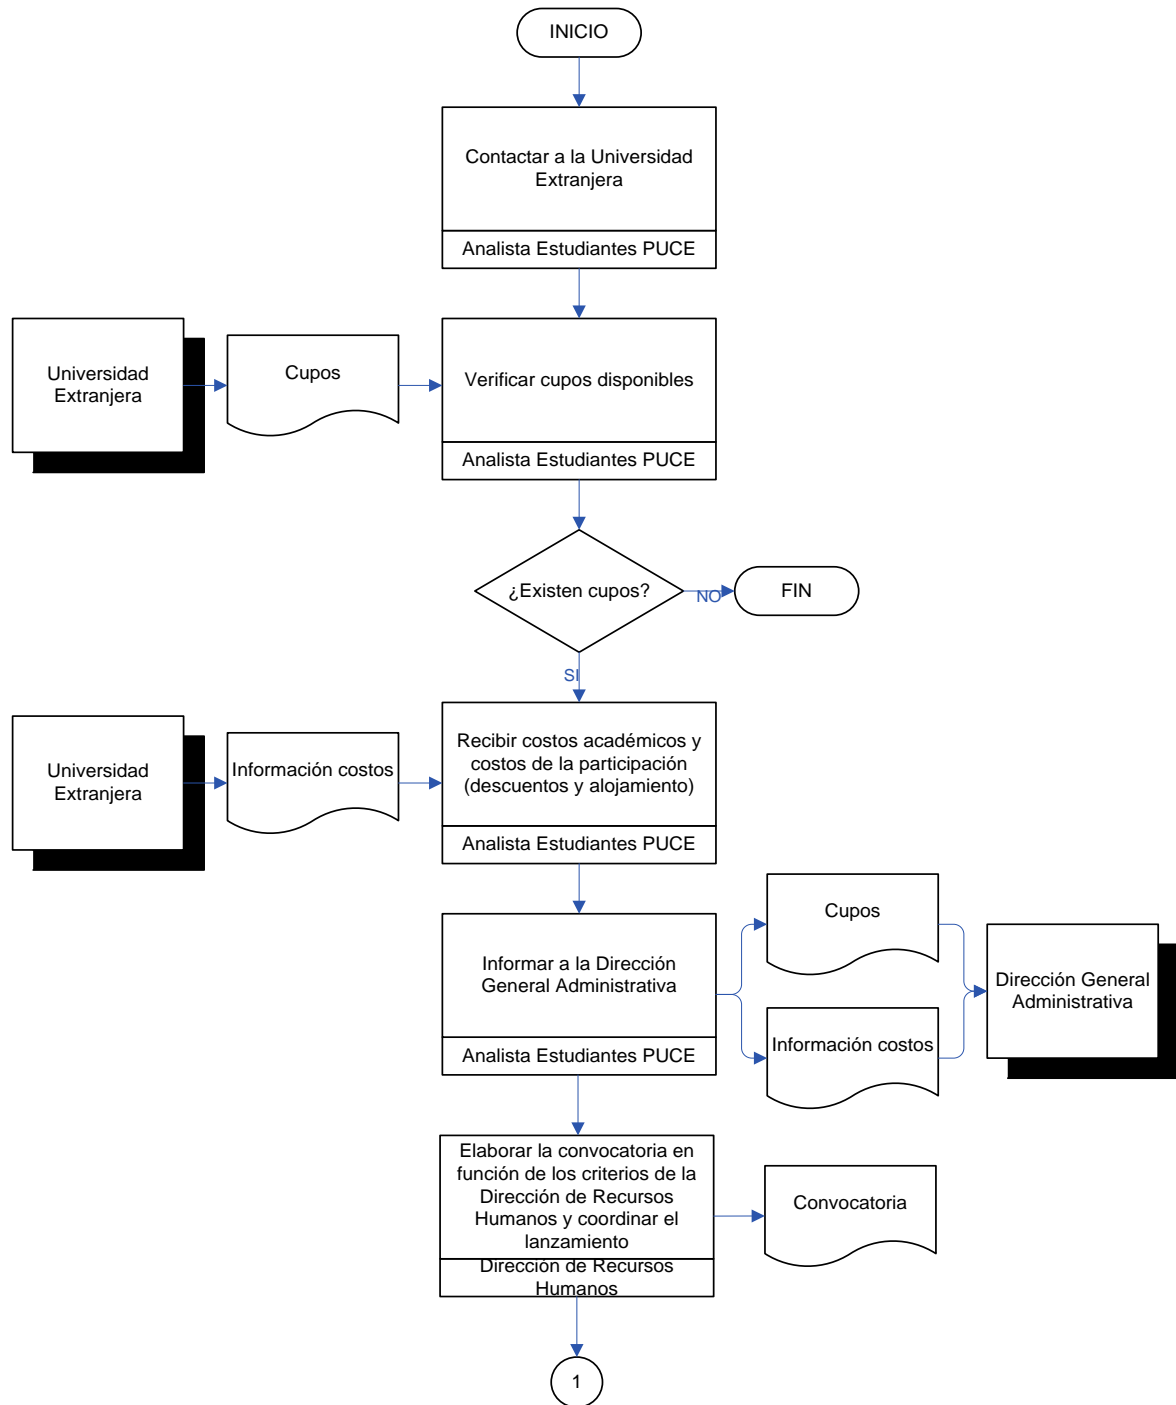 INICIO
Contactar a la Universidad
Extranjera
Analista Estudiantes PUCE
Universidad
Extranjera
Cupos
Verificar cupos disponibles
Analista Estudiantes PUCE
¿Existen cupos?
NO
FIN
SI
Universidad
Extranjera
Información costos
Recibir costos académicos y
costos de la participación
(descuentos y alojamiento)
Analista Estudiantes PUCE
Informar a la Dirección
General Administrativa
Analista Estudiantes PUCE
Cupos
Información costos
Dirección General
Administrativa
Elaborar la convocatoria en
función de los criterios de la
Dirección de Recursos
Humanos y coordinar el
lanzamiento
Dirección de Recursos
Humanos
Convocatoria
1